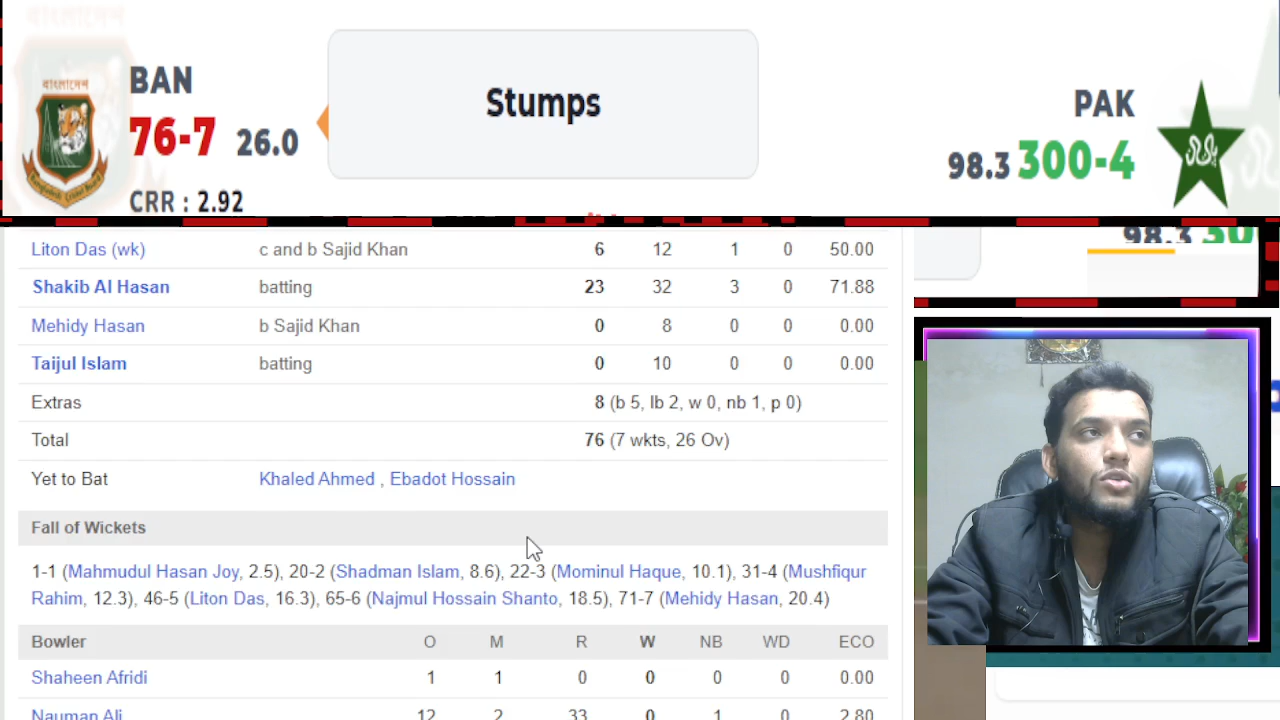 BAN
76-7 26.0
CRR : 2.92
Stumps
PAK
98.3 300-4
বাংলাদেশ
Liton Das (wk) c and b Sajid Khan 6 12 1 0 50.00
Shakib Al Hasan batting 23 32 3 0 71.88
Mehidy Hasan b Sajid Khan 0 8 0 0 0.00
Taijul Islam batting 0 10 0 0 0.00
Extras 8 (b 5, lb 2, w 0, nb 1, p 0)
Total 76 (7 wkts, 26 Ov)
Yet to Bat Khaled Ahmed , Ebadot Hossain
Fall of Wickets
1-1 (Mahmudul Hasan Joy, 2.5), 20-2 (Shadman Islam, 8.6), 22-3 (Mominul Haque, 10.1), 31-4 (Mushfiqur
Rahim, 12.3), 46-5 (Liton Das, 16.3), 65-6 (Najmul Hossain Shanto, 18.5), 71-7 (Mehidy Hasan, 20.4)
Bowler O M R W NB WD ECO
Shaheen Afridi 1 1 0 0 0 0 0.00
Nauman Ali 12 2 33 0 1 0 2.80
98.3